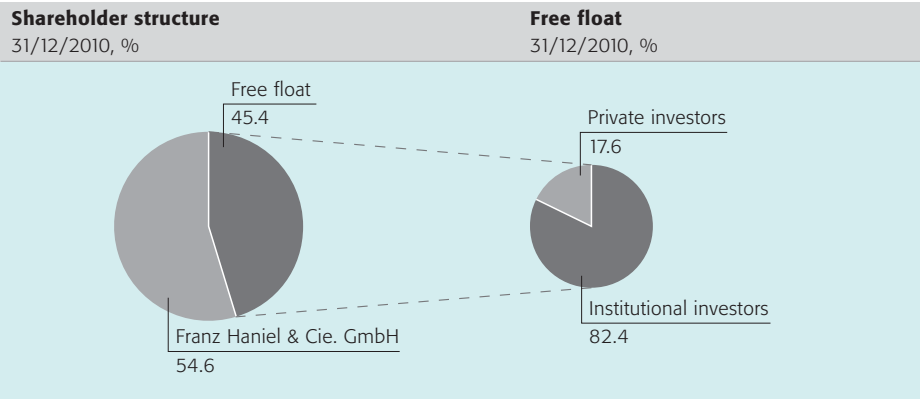 Shareholder structure
31/12/2010, %
Free float
31/12/2010, %
Free float
45.4
Franz Haniel & Cie. GmbH
54.6
Private investors
17.6
Institutional investors
82.4